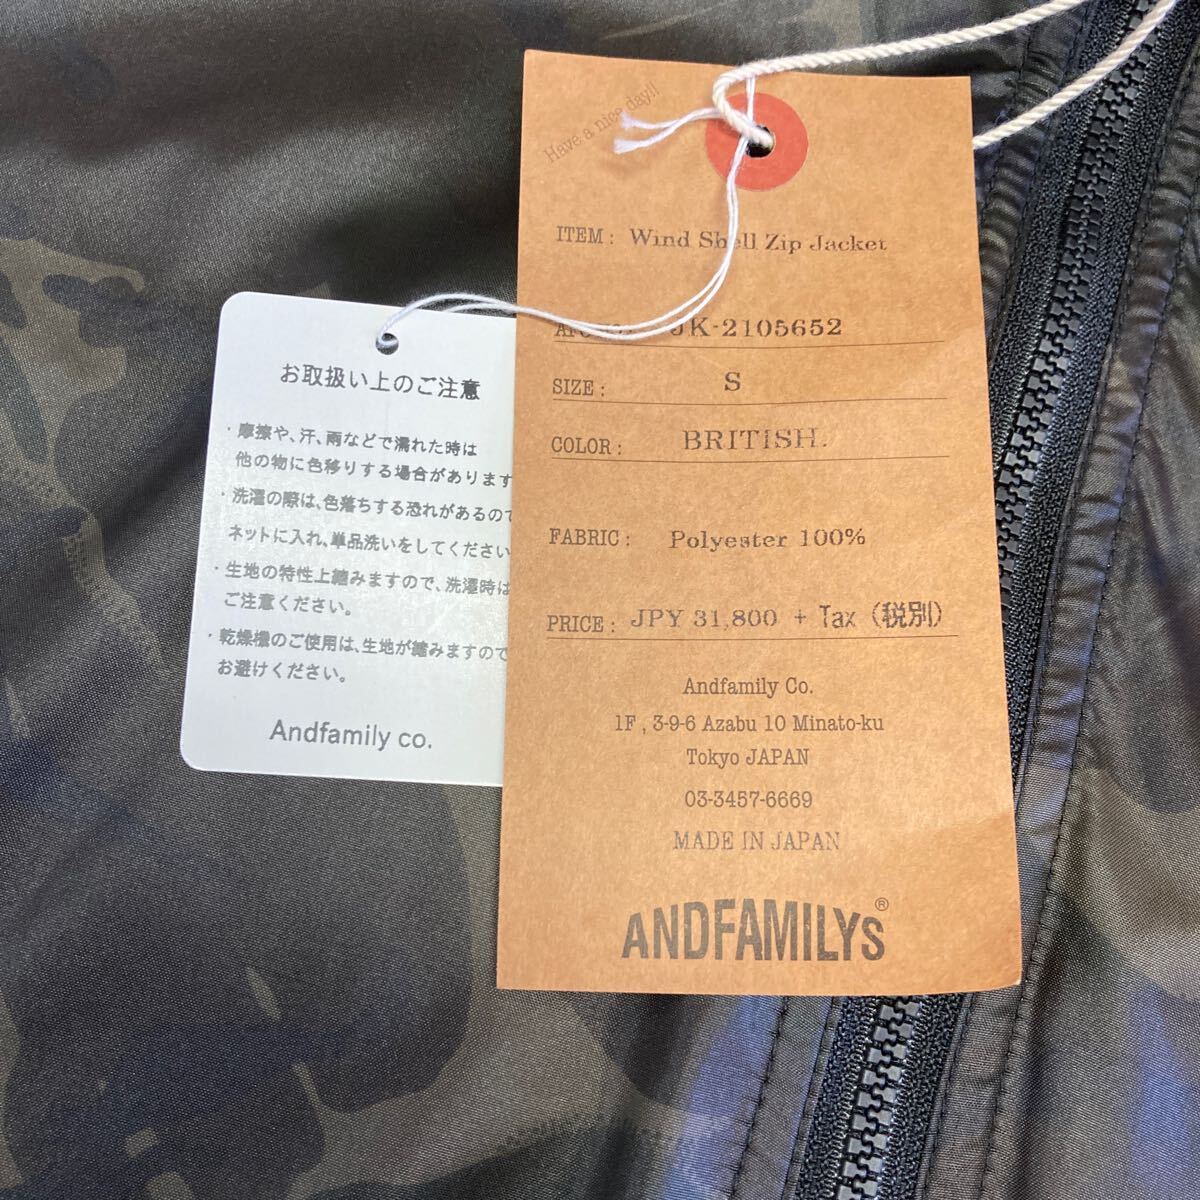 Have a nice day!!
ITEM : Wind Shell Zip Jacket
JK-2105652
SIZE : S
COLOR : BRITISH.
FABRIC : Polyester 100%
PRICE : JPY 31,800 + Tax (税別)
Andfamily Co.
1F , 3-9-6 Azabu 10 Minato-ku
Tokyo JAPAN
03-3457-6669
MADE IN JAPAN
ANDFAMILYS®
お取扱い上のご注意
・摩擦や、汗、雨などで濡れた時は
他の物に色移りする場合があります
・洗濯の際は、色落ちする恐れがあるので
ネットに入れ、単品洗いをしてください。
・生地の特性上縮みますので、洗濯時は
ご注意ください。
・乾燥機のご使用は、生地が縮みますので
お避けください。
Andfamily co.